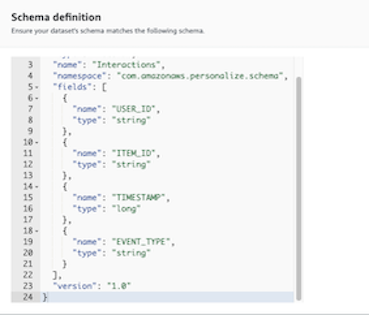 Schema definition
Ensure your dataset's schema matches the following schema.
3 "name": "Interactions",
4 "namespace": "com.amazonaws.personalize.schema",
5 "fields": [
6 {
7 "name": "USER_ID",
8 "type": "string"
9 },
10 {
11 "name": "ITEM_ID",
12 "type": "string"
13 },
14 {
15 "name": "TIMESTAMP",
16 "type": "long"
17 },
18 {
19 "name": "EVENT_TYPE",
20 "type": "string"
21 }
22 ],
23 "version": "1.0"
24 }